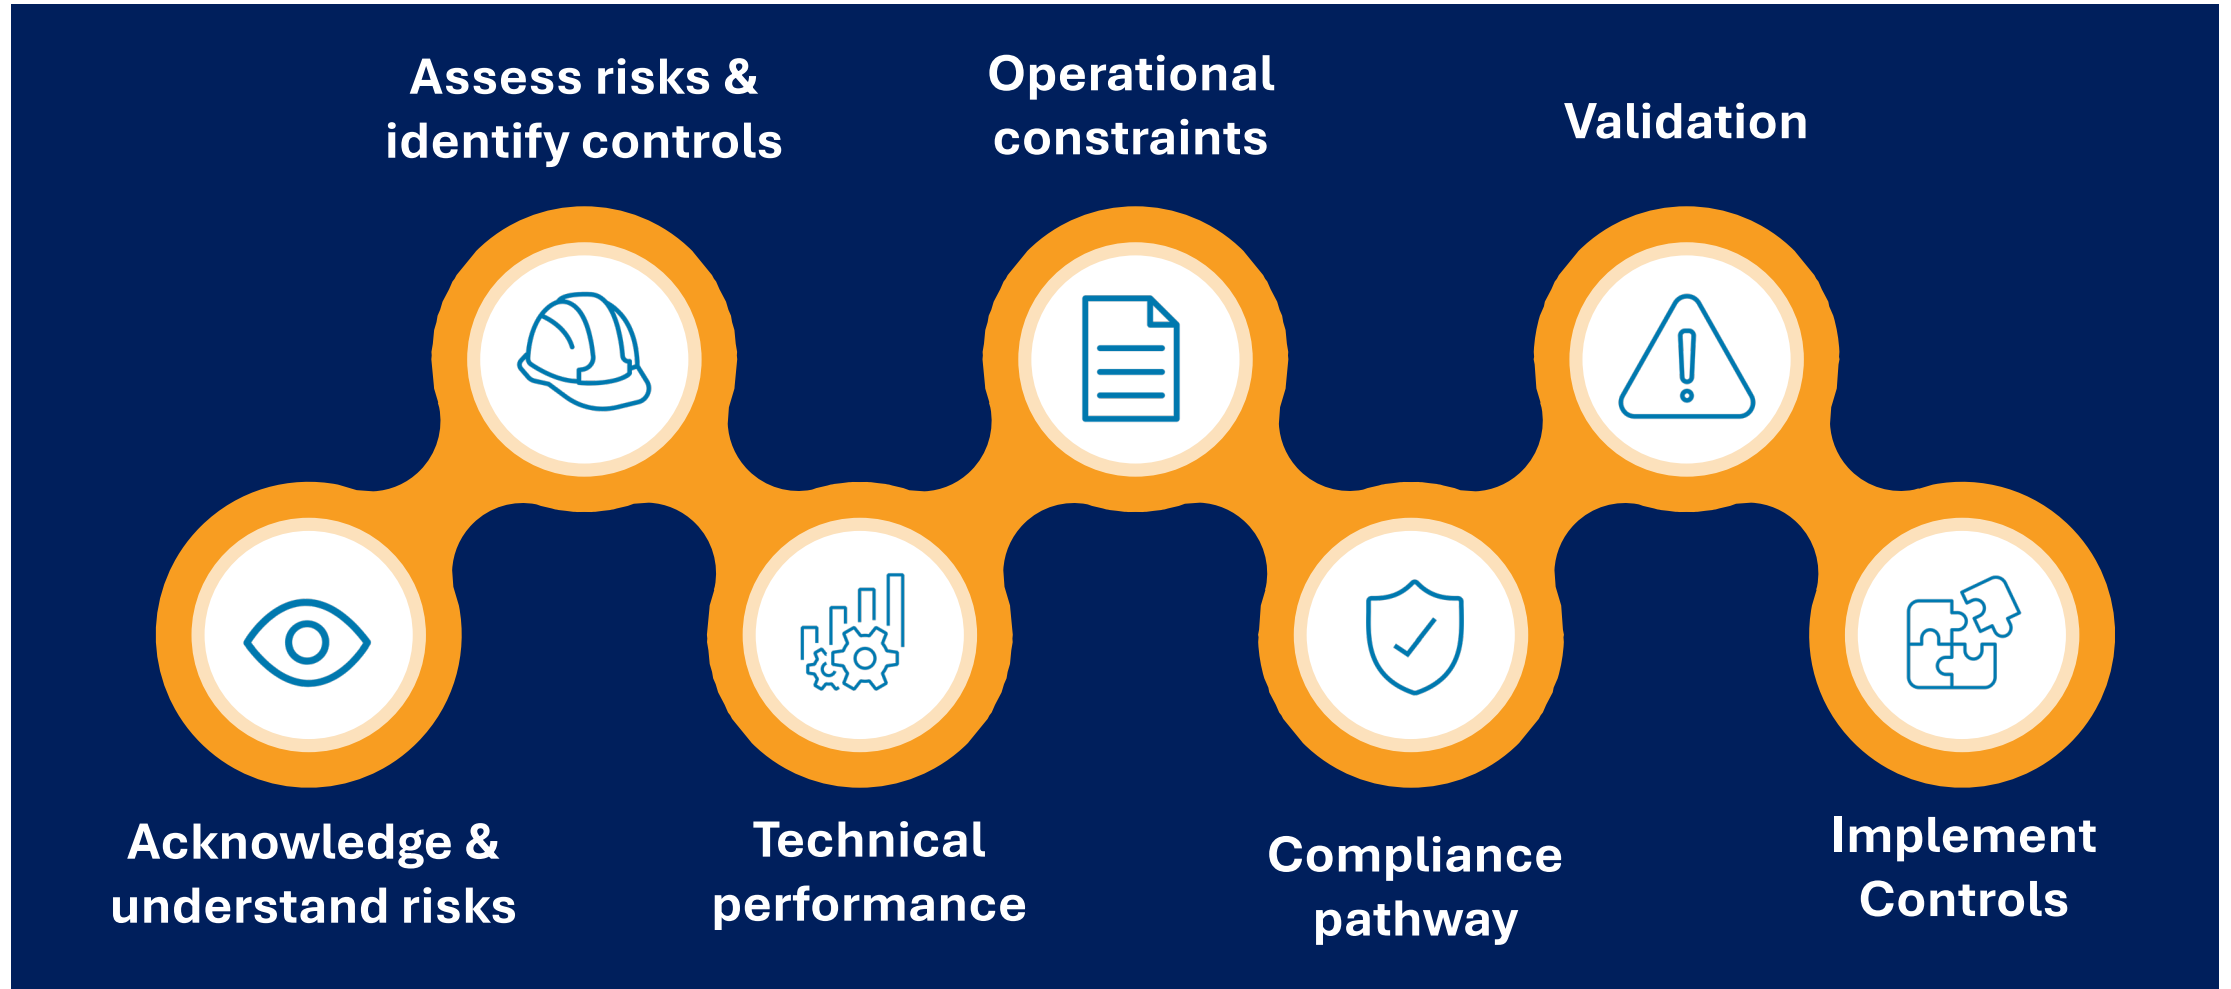 Assess risks &
identify controls
Operational
constraints
Validation
Acknowledge &
understand risks
Technical
performance
Compliance
pathway
Implement
Controls